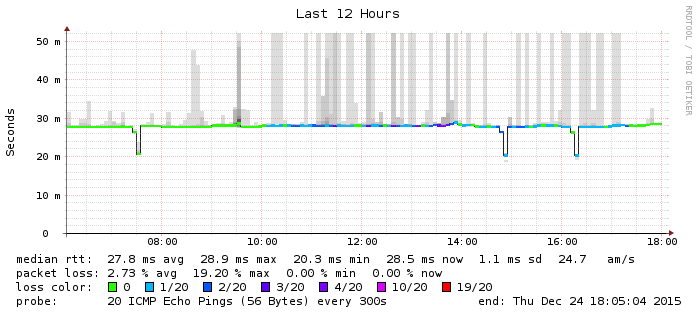 Last 12 Hours
RRDTOOL / TOBI OETIKER
Seconds
50 m
40 m
30 m
20 m
10 m
0
08:00 10:00 12:00 14:00 16:00 18:00
median rtt: 27.8 ms avg 28.9 ms max 20.3 ms min 28.5 ms now 1.1 ms sd 24.7 am/s
packet loss: 2.73 % avg 19.20 % max 0.00 % min 0.00 % now
loss color: 0 1/20 2/20 3/20 4/20 10/20 19/20
probe: 20 ICMP Echo Pings (56 Bytes) every 300s end: Thu Dec 24 18:05:04 2015